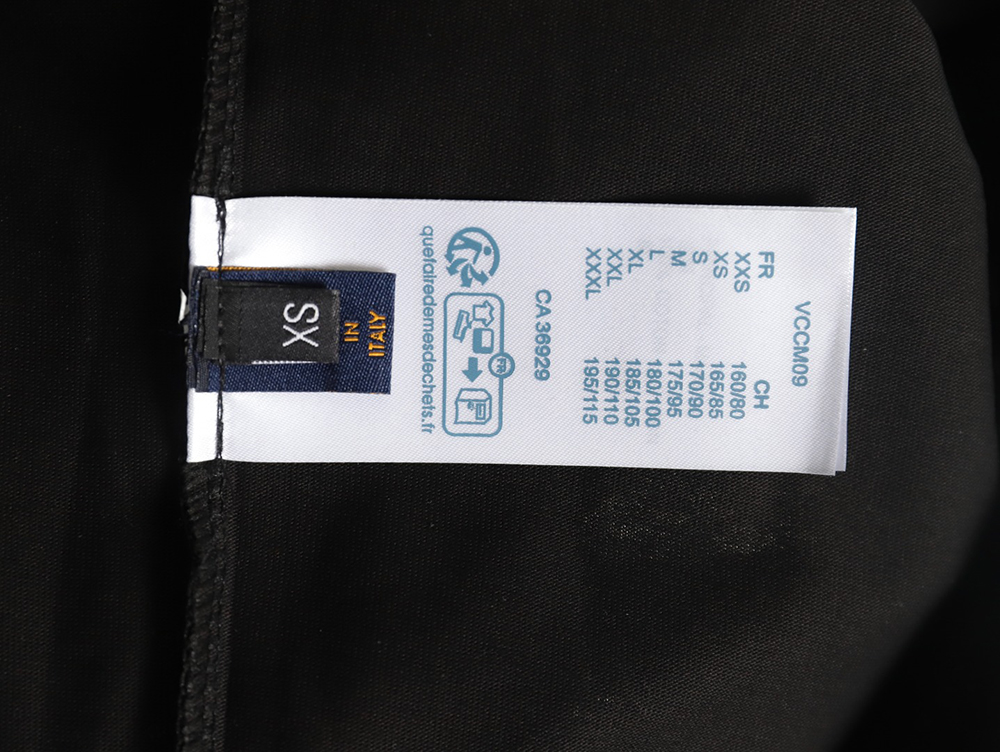 XS
IN
ITALY
VCCM09
FR CH
XXS 160/80
XS 165/85
S 170/90
M 175/95
L 180/100
XL 185/105
XXL 190/110
XXXL 195/115
CA 36929
FR
quefairedemesdechets.fr